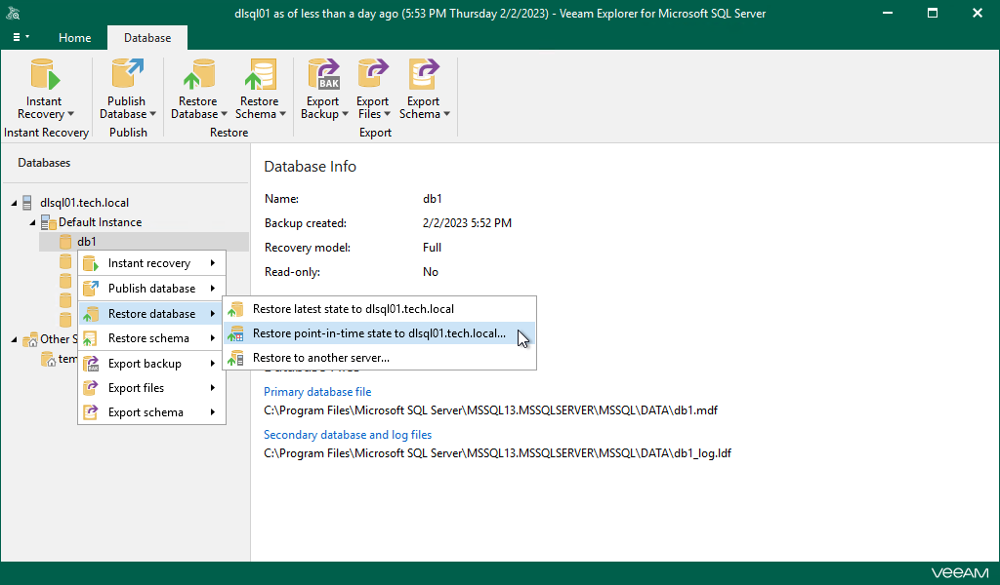 dlsql01 as of less than a day ago (5:53 PM Thursday 2/2/2023) - Veeam Explorer for Microsoft SQL Server
Home
Database
Instant
Recovery
Publish
Database
Restore
Database
Restore
Schema
BAK
Export
Backup
Export
Files
Export
Schema
Instant Recovery
Publish
Restore
Export
Databases
dlsql01.tech.local
Default Instance
db1
Other S
tem
Instant recovery
Publish database
Restore database
Restore schema
Export backup
Export files
Export schema
Restore latest state to dlsql01.tech.local
Restore point-in-time state to dlsql01.tech.local...
Restore to another server...
Database Info
Name: db1
Backup created: 2/2/2023 5:52 PM
Recovery model: Full
Read-only: No
Primary database file
C:\Program Files\Microsoft SQL Server\MSSQL13.MSSQLSERVER\MSSQL\DATA\db1.mdf
Secondary database and log files
C:\Program Files\Microsoft SQL Server\MSSQL13.MSSQLSERVER\MSSQL\DATA\db1_log.ldf
veeam